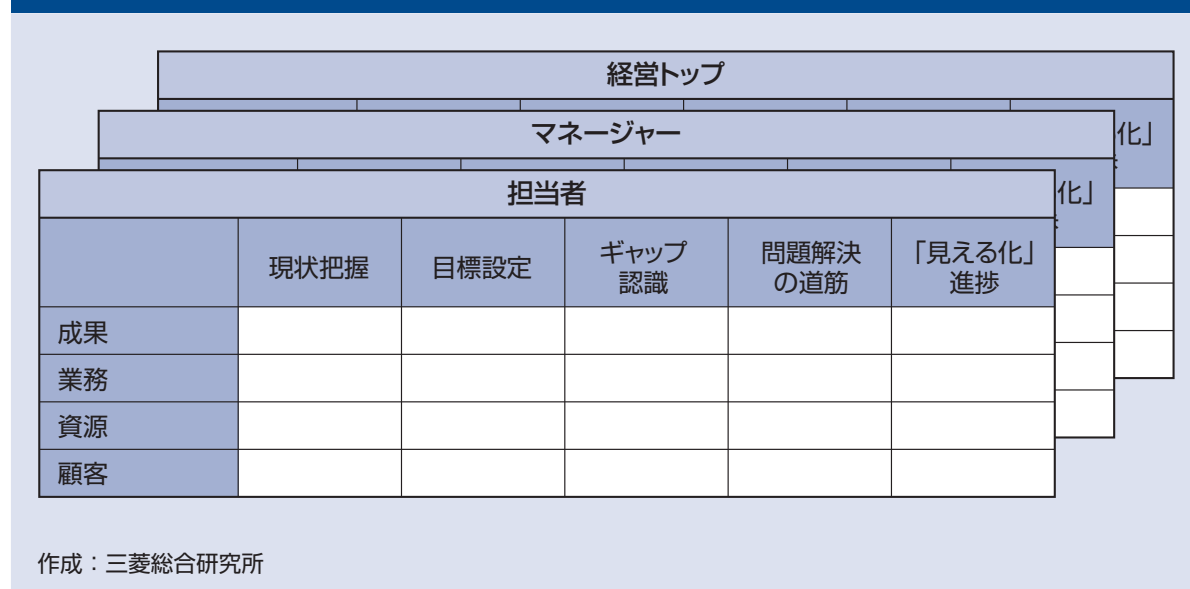 経営トップ
化」
マネージャー
化」
担当者
現状把握
目標設定
ギャップ
認識
問題解決
の道筋
「見える化」
進捗
成果
業務
資源
顧客
作成：三菱総合研究所